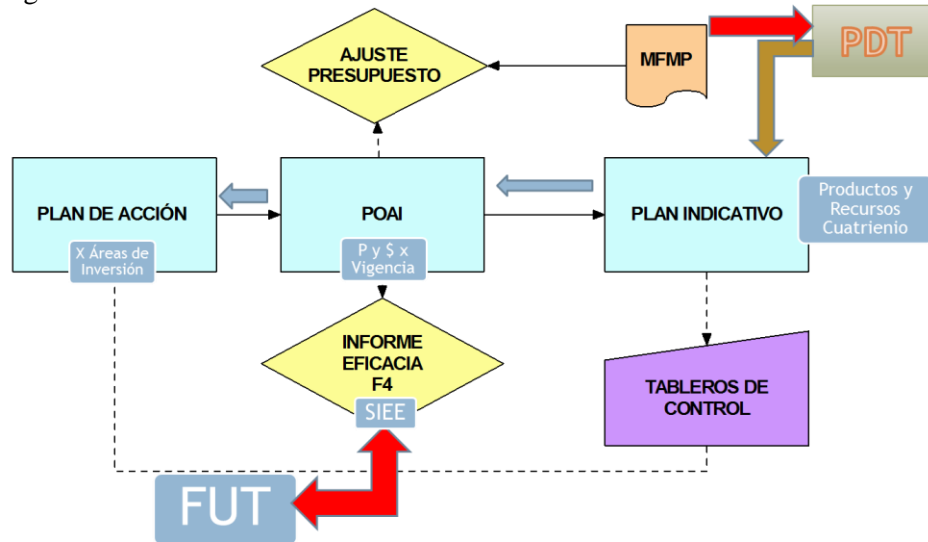 AJUSTE
PRESUPUESTO
MFMP
PDT
PLAN DE ACCIÓN
X Áreas de
Inversión
POAI
P y $ x
Vigencia
PLAN INDICATIVO
Productos y
Recursos
Cuatrienio
INFORME
EFICACIA
F4
SIEE
TABLEROS DE
CONTROL
FUT